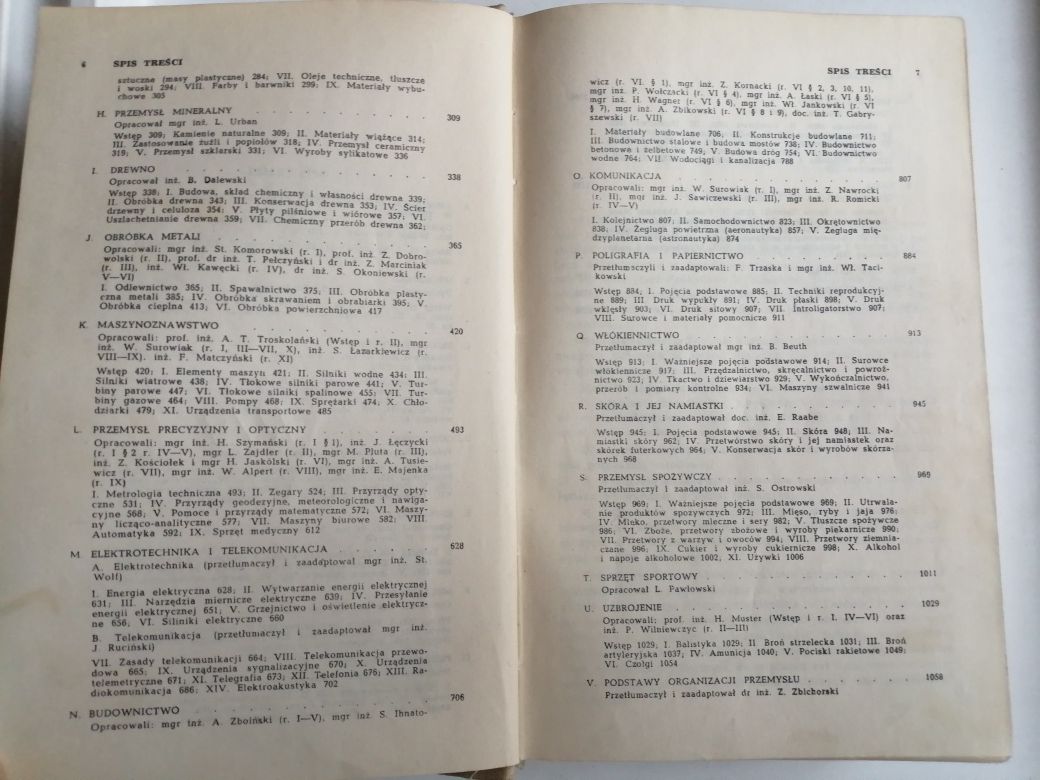 6 SPIS TREŚCI
sztuczne (masy plastyczne) 284; VII. Oleje techniczne, tłuszcze
i woski 294; VIII. Farby i barwniki 299; IX. Materiały wybu-
chowe 305
H. PRZEMYSŁ MINERALNY . . . . . . . . . . 309
Opracował mgr inż. L. Urban
Wstęp 309; Kamienie naturalne 309; II. Materiały wiążące 314;
III. Zastosowanie żużli i popiołów 318; IV. Przemysł ceramiczny
319; V. Przemysł szklarski 331; VI. Wyroby sylikatowe 336
I. DREWNO . . . . . . . . . . 338
Opracował inż. B. Dalewski
Wstęp 338; I. Budowa, skład chemiczny i własności drewna 339;
II. Obróbka drewna 343; III. Konserwacja drewna 353; IV. Ścier
drzewny i celuloza 354; V. Płyty pilśniowe i wiórowe 357; VI.
Uszlachetnianie drewna 359; VII. Chemiczny przerób drewna 362;
J. OBRÓBKA METALI . . . . . . . . . . 365
Opracowali: mgr inż. St. Komorowski (r. I), prof. inż. Z. Dobro-
wolski (r. II), prof. dr inż. T. Pełczyński i dr inż. Z. Marciniak
(r. III), inż. Wł. Kawęcki (r. IV), dr inż. S. Okoniewski (r.
V—VI)
I. Odlewnictwo 365; II. Spawalnictwo 375; III. Obróbka plasty-
czna metali 385; IV. Obróbka skrawaniem i obrabiarki 395; V.
Obróbka cieplna 413; VI. Obróbka powierzchniowa 417
K. MASZYNOZNAWSTWO . . . . . . . . . . 420
Opracowali: prof. inż. A. T. Troskolański (Wstęp i r. II), mgr
inż. W. Surowiak (r. I, III—VII, X), inż. S. Łazarkiewicz (r.
VIII—IX). inż. F. Matczyński (r. XI)
Wstęp 420; I. Elementy maszyn 421; II. Silniki wodne 434; III.
Silniki wiatrowe 438; IV. Tłokowe silniki parowe 441; V. Tur-
biny parowe 447; VI. Tłokowe silniki spalinowe 455; VII. Tur-
biny gazowe 464; VIII. Pompy 468; IX. Sprężarki 474; X. Chło-
dziarki 479; XI. Urządzenia transportowe 485
L. PRZEMYSŁ PRECYZYJNY I OPTYCZNY . . . . . . 493
Opracowali: mgr inż. H. Szymański (r. I § 1), inż. J. Łęczycki
(r. I § 2 r. IV—V), mgr L. Zajdler (r. II), mgr M. Pluta (r. III),
inż. Z. Kościołek i mgr H. Jaskólski (r. VI), mgr inż. A. Tusie-
wicz (r. VII), mgr inż. W. Alpert (r. VIII), mgr inż. E. Majenka
(r. IX)
I. Metrologia techniczna 493; II. Zegary 524; III. Przyrządy opty-
czne 531; IV. Przyrządy geodezyjne, meteorologiczne i nawiga-
cyjne 568; V. Pomoce i przyrządy matematyczne 572; VI. Maszy-
ny licząco-analityczne 577; VII. Maszyny biurowe 582; VIII.
Automatyka 592; IX. Sprzęt medyczny 612
M. ELEKTROTECHNIKA I TELEKOMUNIKACJA . . . . . 628
A. Elektrotechnika (przetłumaczył i zaadaptował mgr inż. St.
Wolf)
I. Energia elektryczna 628; II. Wytwarzanie energii elektrycznej
631; III. Narzędzia miernicze elektryczne 639; IV. Przesyłanie
energii elektrycznej 651; V. Grzejnictwo i oświetlenie elektrycz-
ne 656; VI. Silniki elektryczne 660
B. Telekomunikacja (przetłumaczył i zaadaptował mgr inż.
J. Ruciński)
VII. Zasady telekomunikacji 664; VIII. Telekomunikacja przewo-
dowa 665; IX. Urządzenia sygnalizacyjne 670; X. Urządzenia
telemetryczne 671; XI. Telegrafia 673; XII. Telefonia 676; XIII. Ra-
diokomunikacja 686; XIV. Elektroakustyka 702
N. BUDOWNICTWO . . . . . . . . . . 706
Opracowali: mgr inż. A. Zboiński (r. I—V), mgr inż. S. Ihnato-
SPIS TREŚCI 7
wicz (r. VI § 1), mgr inż. Z. Kornacki (r. VI § 2, 3, 10, 11),
mgr inż. P. Wołczacki (r. VI § 4), mgr inż. A. Łaski (r. VI § 5),
mgr inż. H. Wagner (r. VI § 6), mgr inż. Wł. Jankowski (r. VI
§ 7), mgr inż. A. Zbikowski (r. VI § 8 i 9), doc. inż. T. Gabry-
szewski (r. VII)
I. Materiały budowlane 706; II. Konstrukcje budowlane 711;
III. Budownictwo stalowe i budowa mostów 738; IV. Budownictwo
betonowe i żelbetowe 749; V. Budowa dróg 754; VI. Budownictwo
wodne 764; VII. Wodociągi i kanalizacja 788
O. KOMUNIKACJA . . . . . . . . . . 807
Opracowali: mgr inż. W. Surowiak (r. I), mgr inż. Z. Nawrocki
(r. II), mgr inż. J. Sawiczewski (r. III), mgr inż. R. Romicki
(r. IV—V)
I. Kolejnictwo 807; II. Samochodownictwo 823; III. Okrętownictwo
838; IV. Żegluga powietrzna (aeronautyka) 857; V. Żegluga mię-
dzyplanetarna (astronautyka) 874
P. POLIGRAFIA I PAPIERNICTWO . . . . . . . 884
Przetłumaczyli i zaadaptowali: F. Trzaska i mgr inż. Wł. Taci-
kowski
Wstęp 884; I. Pojęcia podstawowe 885; II. Techniki reprodukcyj-
ne 889; III. Druk wypukły 891; IV. Druk płaski 898; V. Druk
wklęsły 903; VI. Druk sitowy 907; VII. Introligatorstwo 907;
VIII. Surowce i materiały pomocnicze 911
Q. WŁÓKIENNICTWO . . . . . . . . . . 913
Przetłumaczył i zaadaptował mgr inż. B. Beuth
Wstęp 913; I. Ważniejsze pojęcia podstawowe 914; II. Surowce
włókiennicze 917; III. Przędzalnictwo, skręcalnictwo i powroź-
nictwo 923; IV. Tkactwo i dziewiarstwo 929; V. Wykończalnictwo,
przerób i pomiary kontrolne 934; VI. Maszyny szwalnicze 941
R. SKÓRA I JEJ NAMIASTKI . . . . . . . . 945
Przetłumaczył i zaadaptował doc. inż. E. Raabe
Wstęp 945; I. Pojęcia podstawowe 945; II. Skóra 948; III. Na-
miastki skóry 962; IV. Przetwórstwo skóry i jej namiastek oraz
skórek futerkowych 964; V. Konserwacja skór i wyrobów skórza-
nych 968
S. PRZEMYSŁ SPOŻYWCZY . . . . . . . . . 969
Przetłumaczył i zaadaptował inż. S. Ostrowski
Wstęp 969; I. Ważniejsze pojęcia podstawowe 969; II. Utrwala-
nie produktów spożywczych 972; III. Mięso, ryby i jaja 976;
IV. Mleko, przetwory mleczne i sery 982; V. Tłuszcze spożywcze
986; VI. Zboże, przetwory zbożowe i wyroby piekarnicze 990;
VII. Przetwory z warzyw i owoców 994; VIII. Przetwory ziemnia-
czane 996; IX. Cukier i wyroby cukiernicze 998; X. Alkohol
i napoje alkoholowe 1002, XI. Używki 1006
T. SPRZĘT SPORTOWY . . . . . . . . . . 1011
Opracował L. Pawłowski
U. UZBROJENIE . . . . . . . . . . 1029
Opracowali: prof. inż. H. Muster (Wstęp i r. I. IV—VI) oraz
inż. P. Wilniewczyc (r. II—III)
Wstęp 1029; I. Balistyka 1029; II Broń strzelecka 1031; III. Broń
artyleryjska 1037; IV. Amunicja 1040; V. Pociski rakietowe 1049;
VI. Czołgi 1054
V. PODSTAWY ORGANIZACJI PRZEMYSŁU . . . . . . 1058
Przetłumaczył i zaadaptował dr inż. Z. Zbichorski